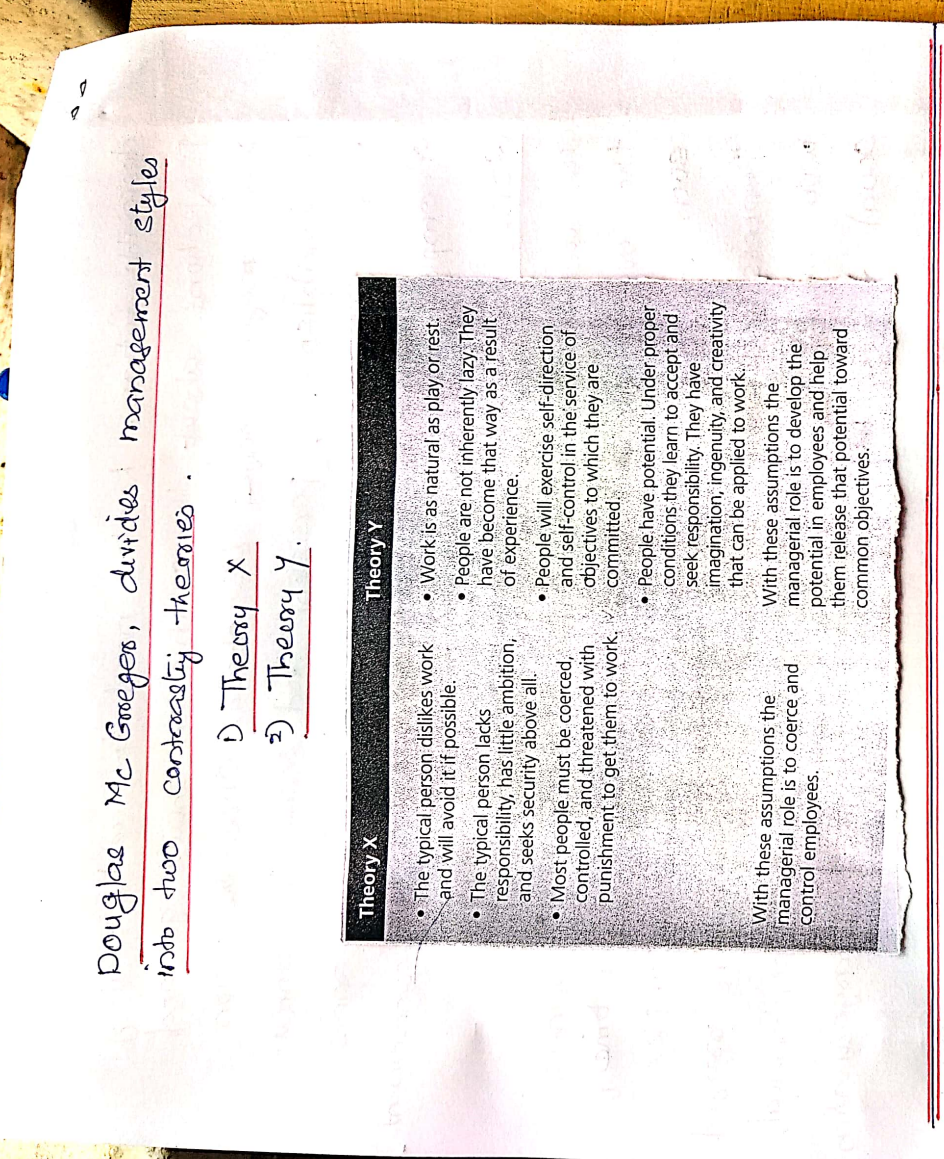 Douglas Mc Greger, divides management styles
into two contrastij theories.
1) Theory X
2) Theory Y.
Theory X
• The typical person dislikes work
and will avoid it if possible.
• The typical person lacks
responsibility, has little ambition,
and seeks security above all.
• Most people must be coerced,
controlled, and threatened with
punishment to get them to work.
With these assumptions the
managerial role is to coerce and
control employees.
Theory Y
• Work is as natural as play or rest.
• People are not inherently lazy. They
have become that way as a result
of experience.
• People will exercise self-direction
and self-control in the service of
objectives to which they are
committed.
• People have potential. Under proper
conditions they learn to accept and
seek responsibility. They have
imagination, ingenuity, and creativity
that can be applied to work.
With these assumptions the
managerial role is to develop the
potential in employees and help
them release that potential toward
common objectives.